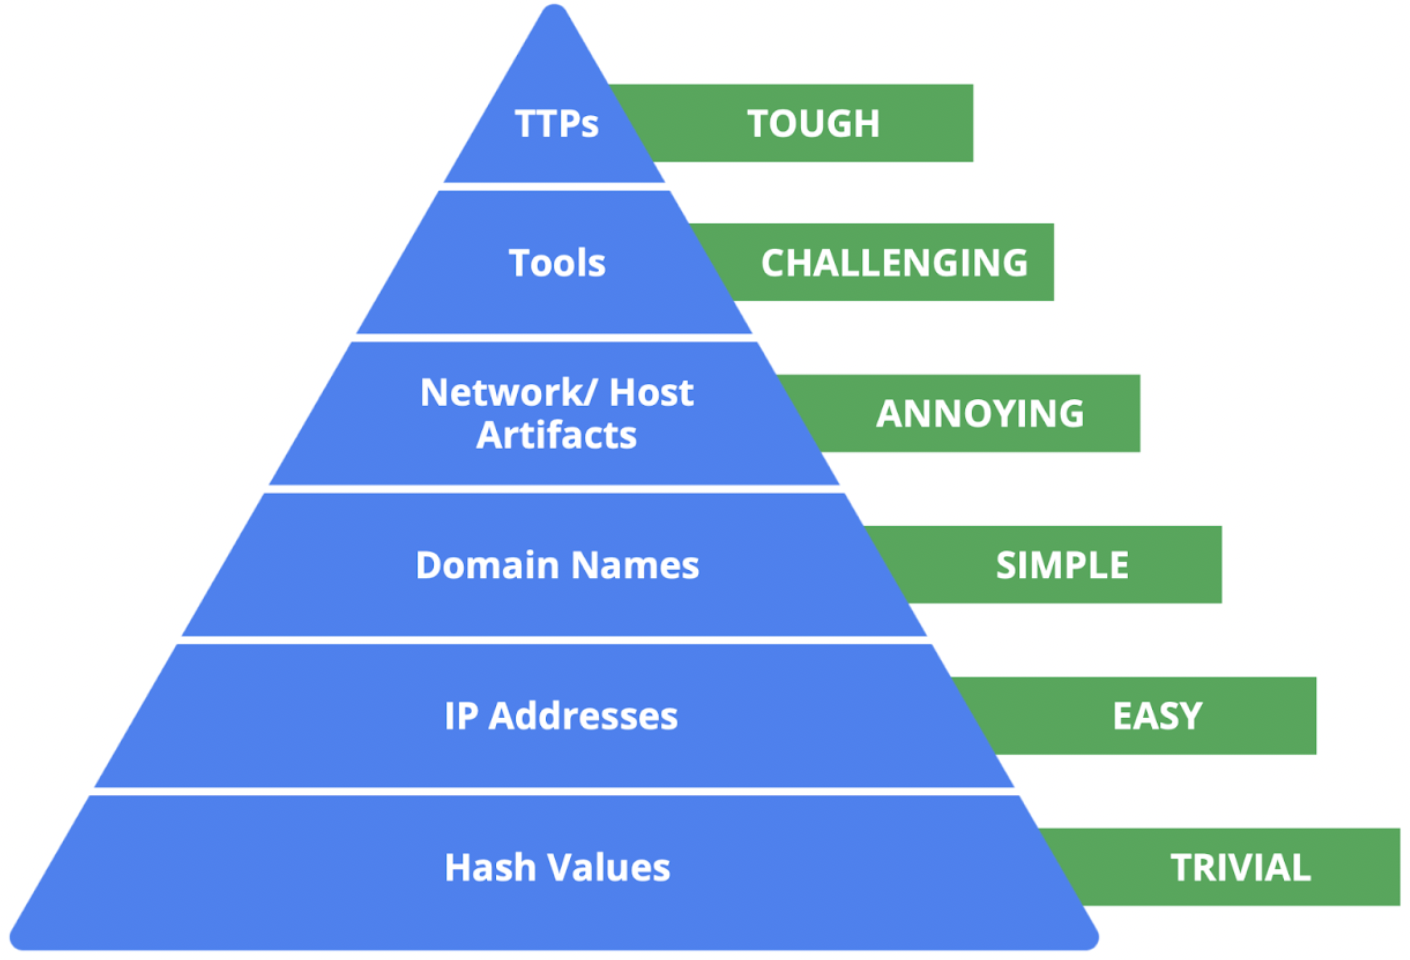 TTPs
TOUGH
Tools
CHALLENGING
Network/ Host
Artifacts
ANNOYING
Domain Names
SIMPLE
IP Addresses
EASY
Hash Values
TRIVIAL